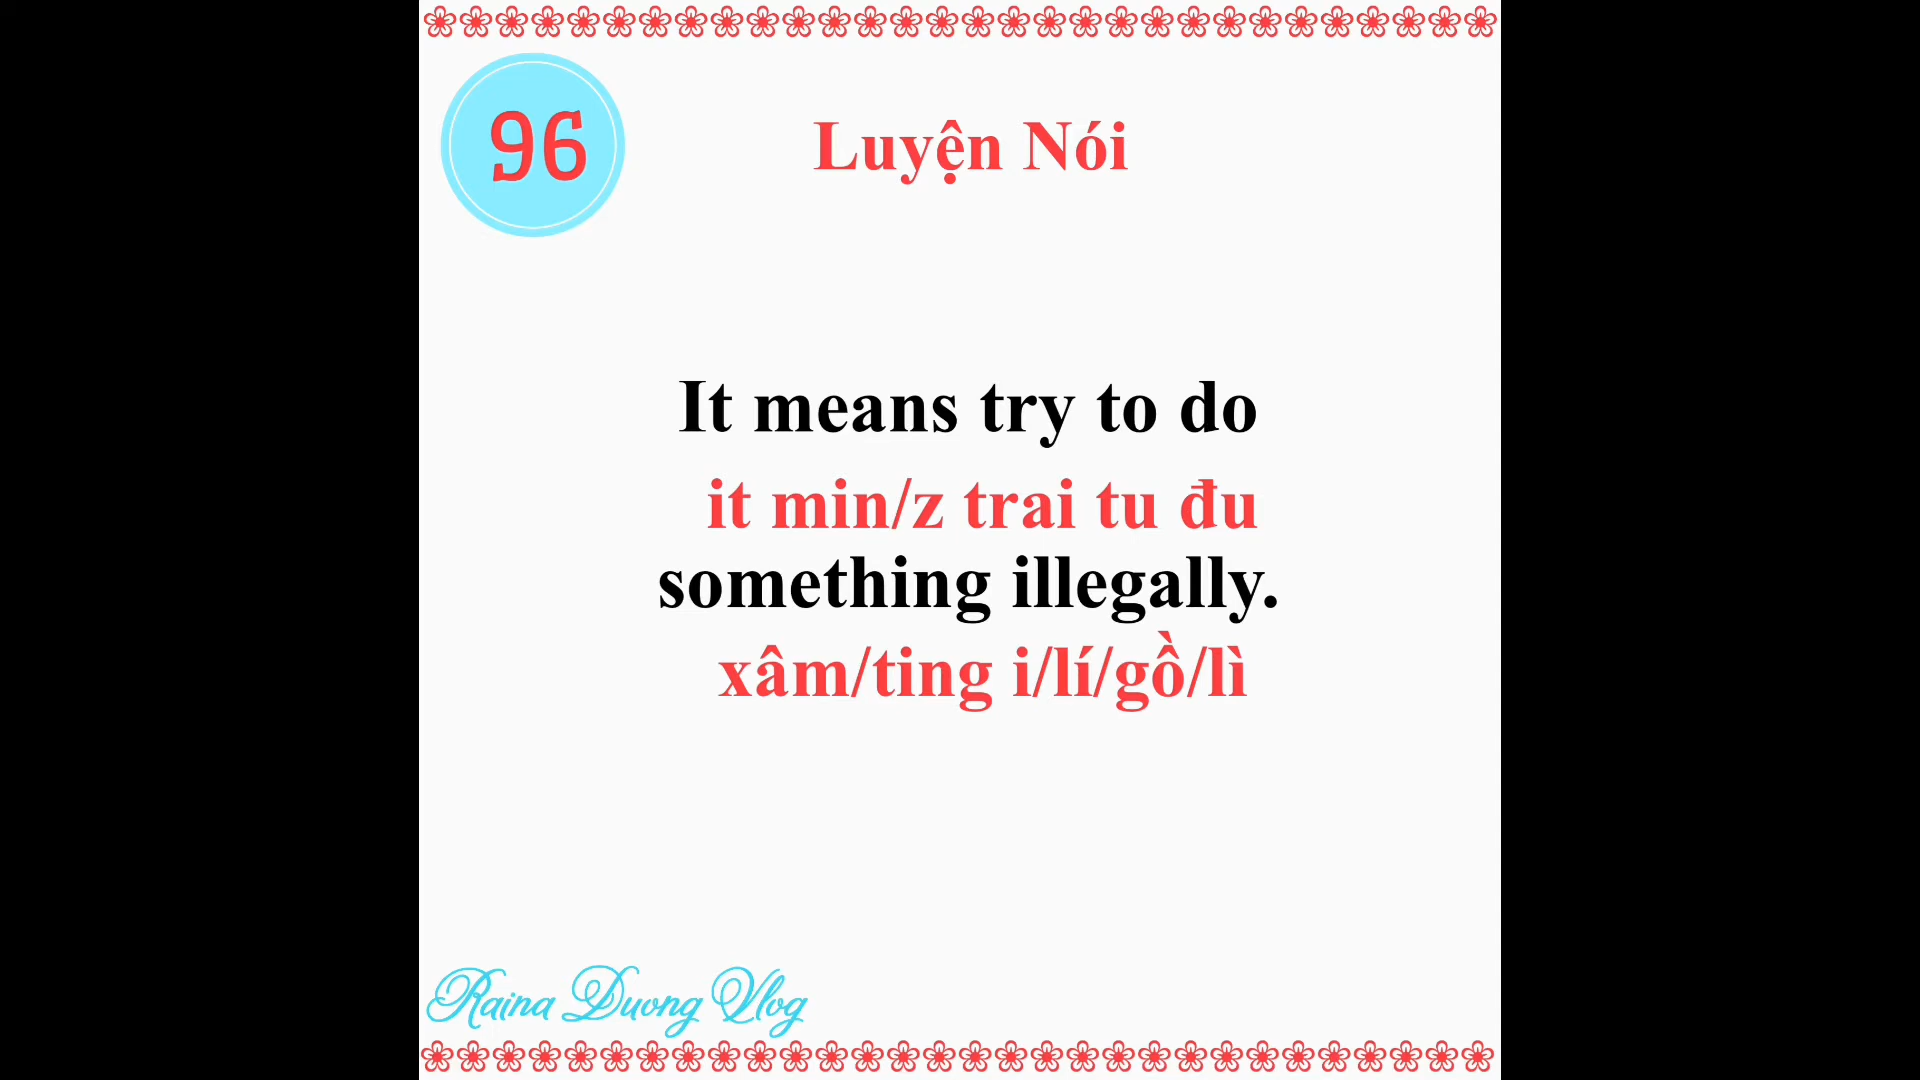 96
Luyện Nói
It means try to do
it min/z trai tu đu
something illegally.
xâm/ting i/lí/gồ/lì
Raina Duong Vlog